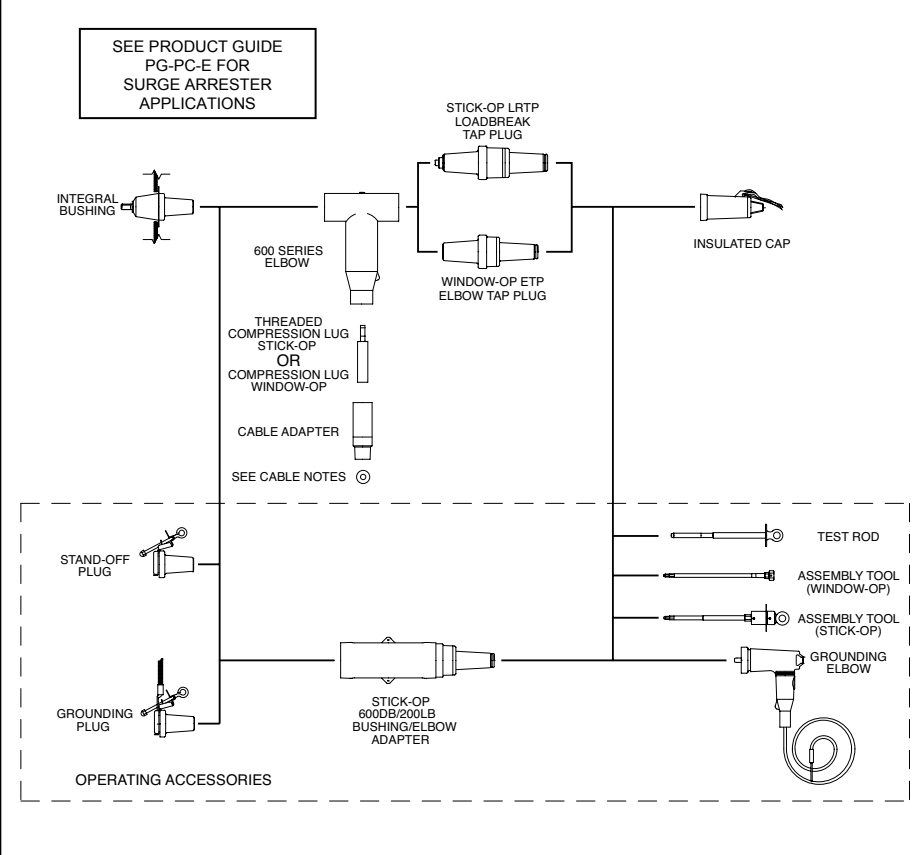 SEE PRODUCT GUIDE
PG-PC-E FOR
SURGE ARRESTER
APPLICATIONS
STICK-OP LRTP
LOADBREAK
TAP PLUG
INTEGRAL
BUSHING
600 SERIES
ELBOW
WINDOW-OP ETP
ELBOW TAP PLUG
INSULATED CAP
THREADED
COMPRESSION LUG
STICK-OP
OR
COMPRESSION LUG
WINDOW-OP
CABLE ADAPTER
SEE CABLE NOTES
STAND-OFF
PLUG
TEST ROD
ASSEMBLY TOOL
(WINDOW-OP)
ASSEMBLY TOOL
(STICK-OP)
GROUNDING
ELBOW
GROUNDING
PLUG
STICK-OP
600DB/200LB
BUSHING/ELBOW
ADAPTER
OPERATING ACCESSORIES